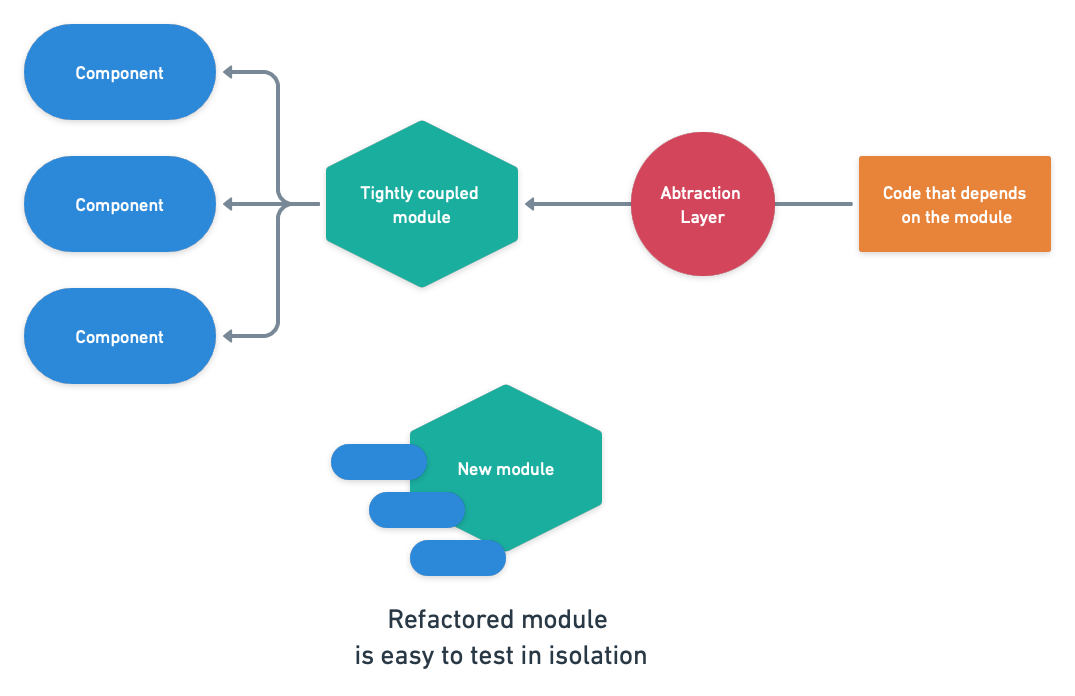 Component
Component
Component
Tightly coupled
module
Abtraction
Layer
Code that depends
on the module
New module
Refactored module
is easy to test in isolation